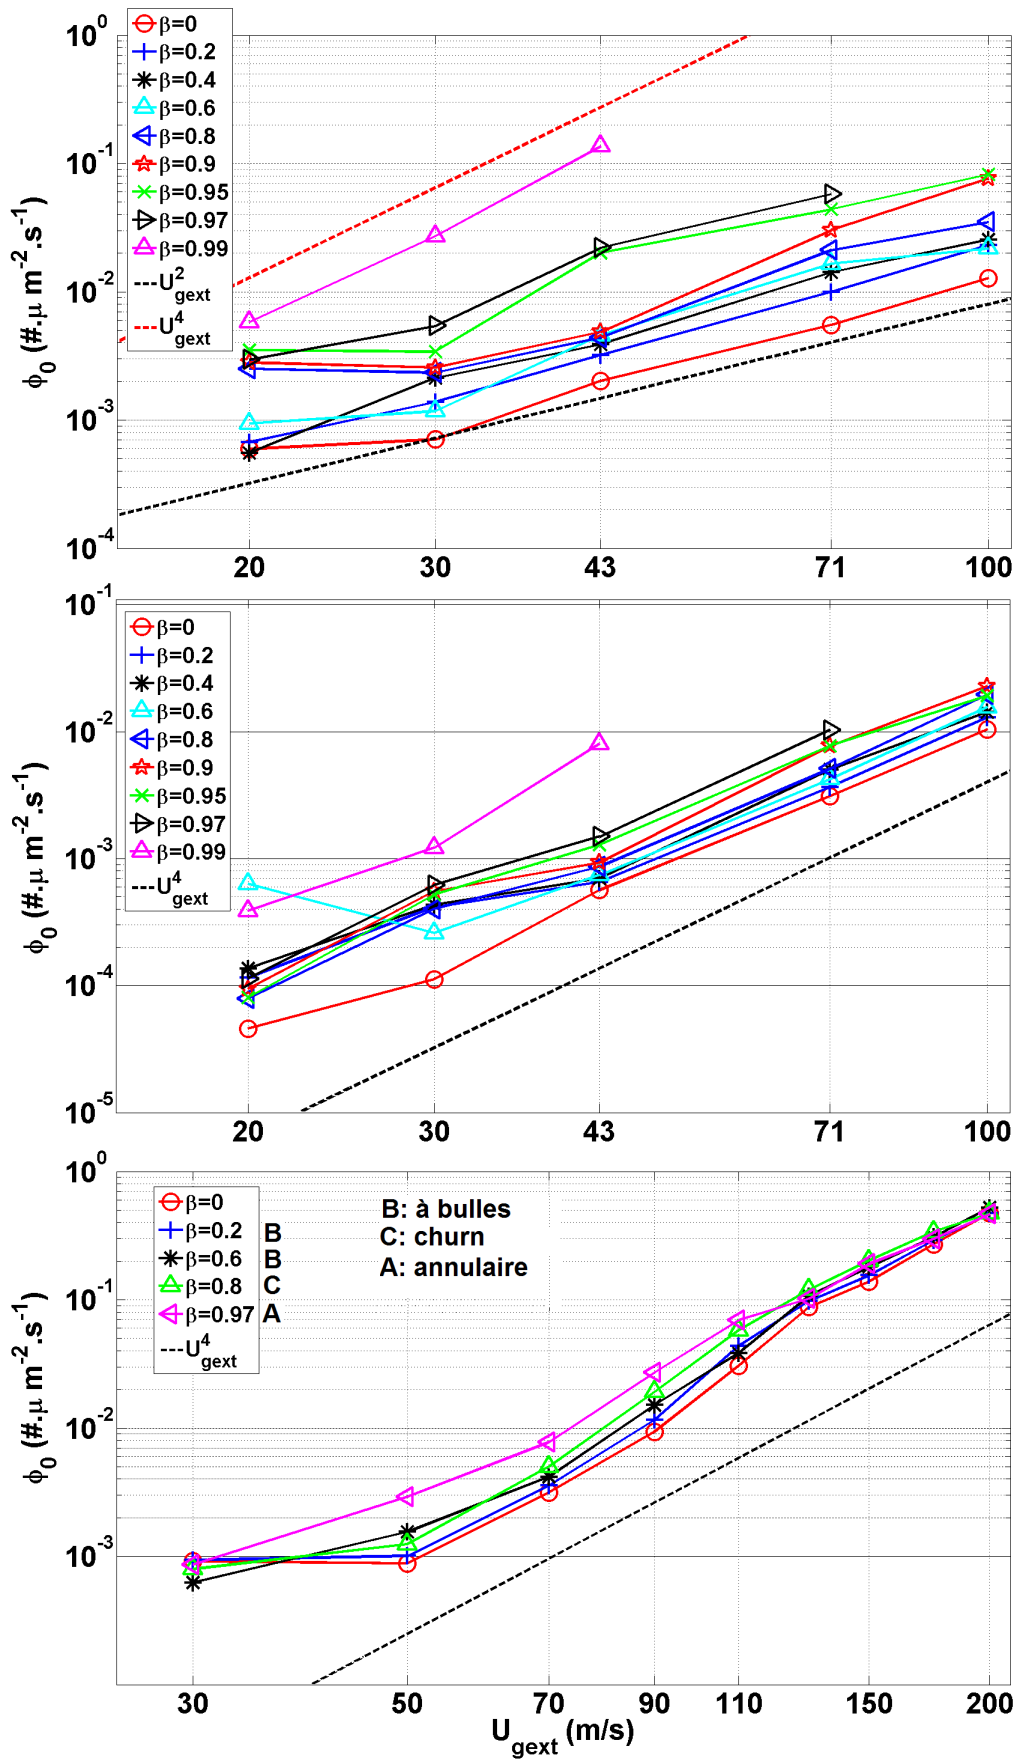 10^0
10^-1
10^-2
10^-3
10^-4
ϕ_0 (#.μ m^-2.s^-1)
β=0
β=0.2
β=0.4
β=0.6
β=0.8
β=0.9
β=0.95
β=0.97
β=0.99
U^2_gext
U^4_gext
20 30 43 71 100
10^-1
10^-2
10^-3
10^-4
10^-5
ϕ_0 (#.μ m^-2.s^-1)
β=0
β=0.2
β=0.4
β=0.6
β=0.8
β=0.9
β=0.95
β=0.97
β=0.99
U^4_gext
20 30 43 71 100
10^0
10^-1
10^-2
10^-3
ϕ_0 (#.μ m^-2.s^-1)
β=0
β=0.2 B
β=0.6 B
β=0.8 C
β=0.97 A
U^4_gext
B: à bulles
C: churn
A: annulaire
30 50 70 90 110 150 200
U_gext (m/s)